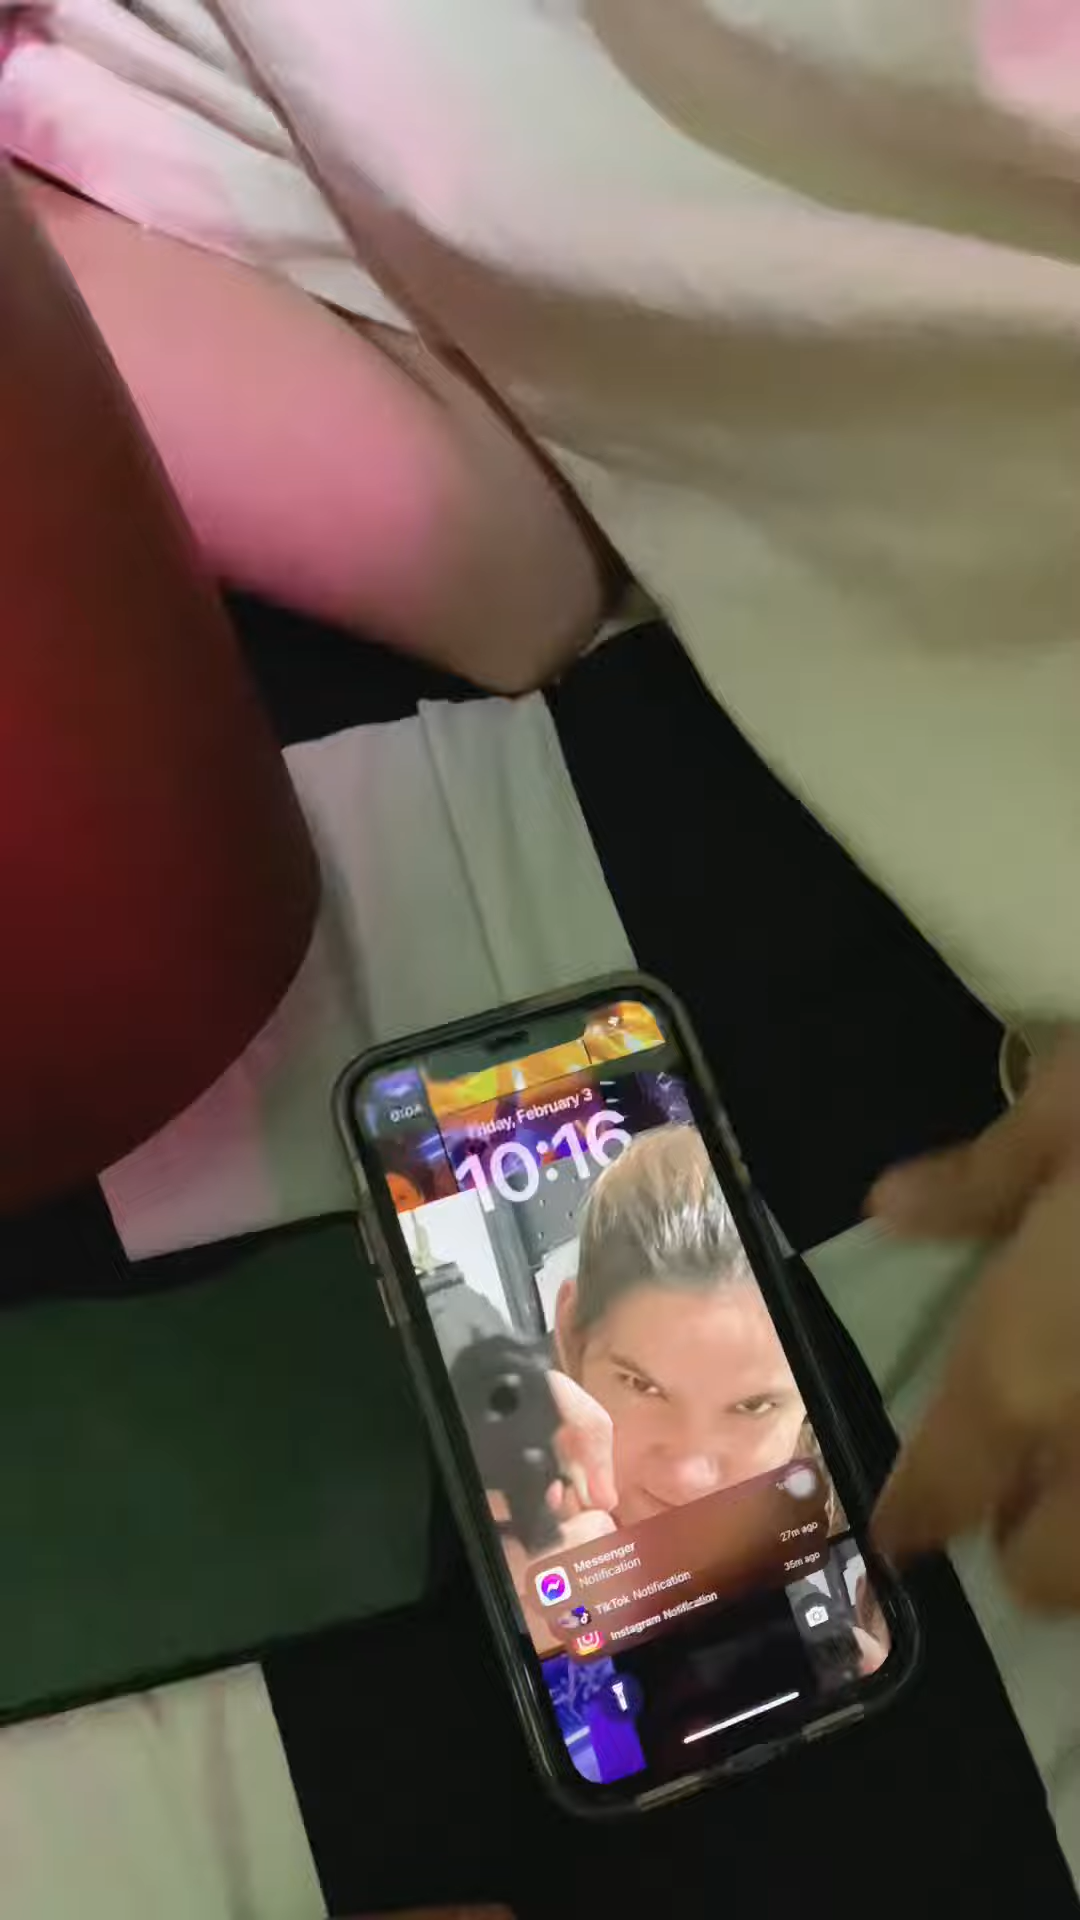 Friday, February 3
10:16
Messenger
Notification
27m ago
TikTok Notification
35m ago
Instagram Notification